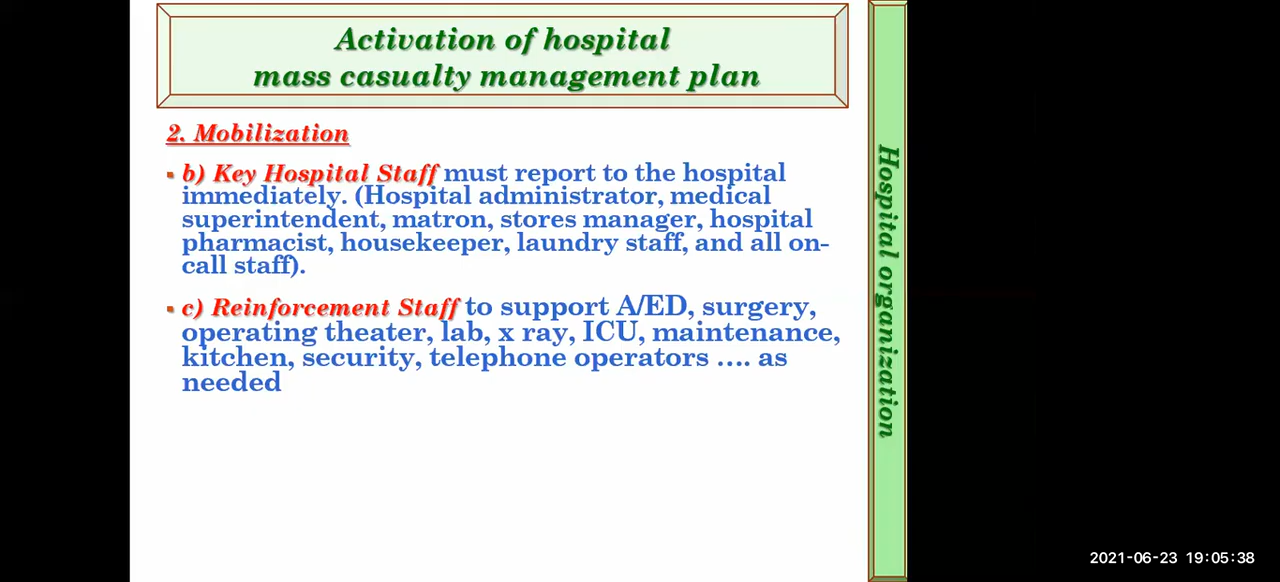 Activation of hospital
mass casualty management plan
2. Mobilization
▪ b) Key Hospital Staff must report to the hospital
immediately. (Hospital administrator, medical
superintendent, matron, stores manager, hospital
pharmacist, housekeeper, laundry staff, and all on-
call staff).
▪ c) Reinforcement Staff to support A/ED, surgery,
operating theater, lab, x ray, ICU, maintenance,
kitchen, security, telephone operators .... as
needed
Hospital organization
2021-06-23 19:05:38